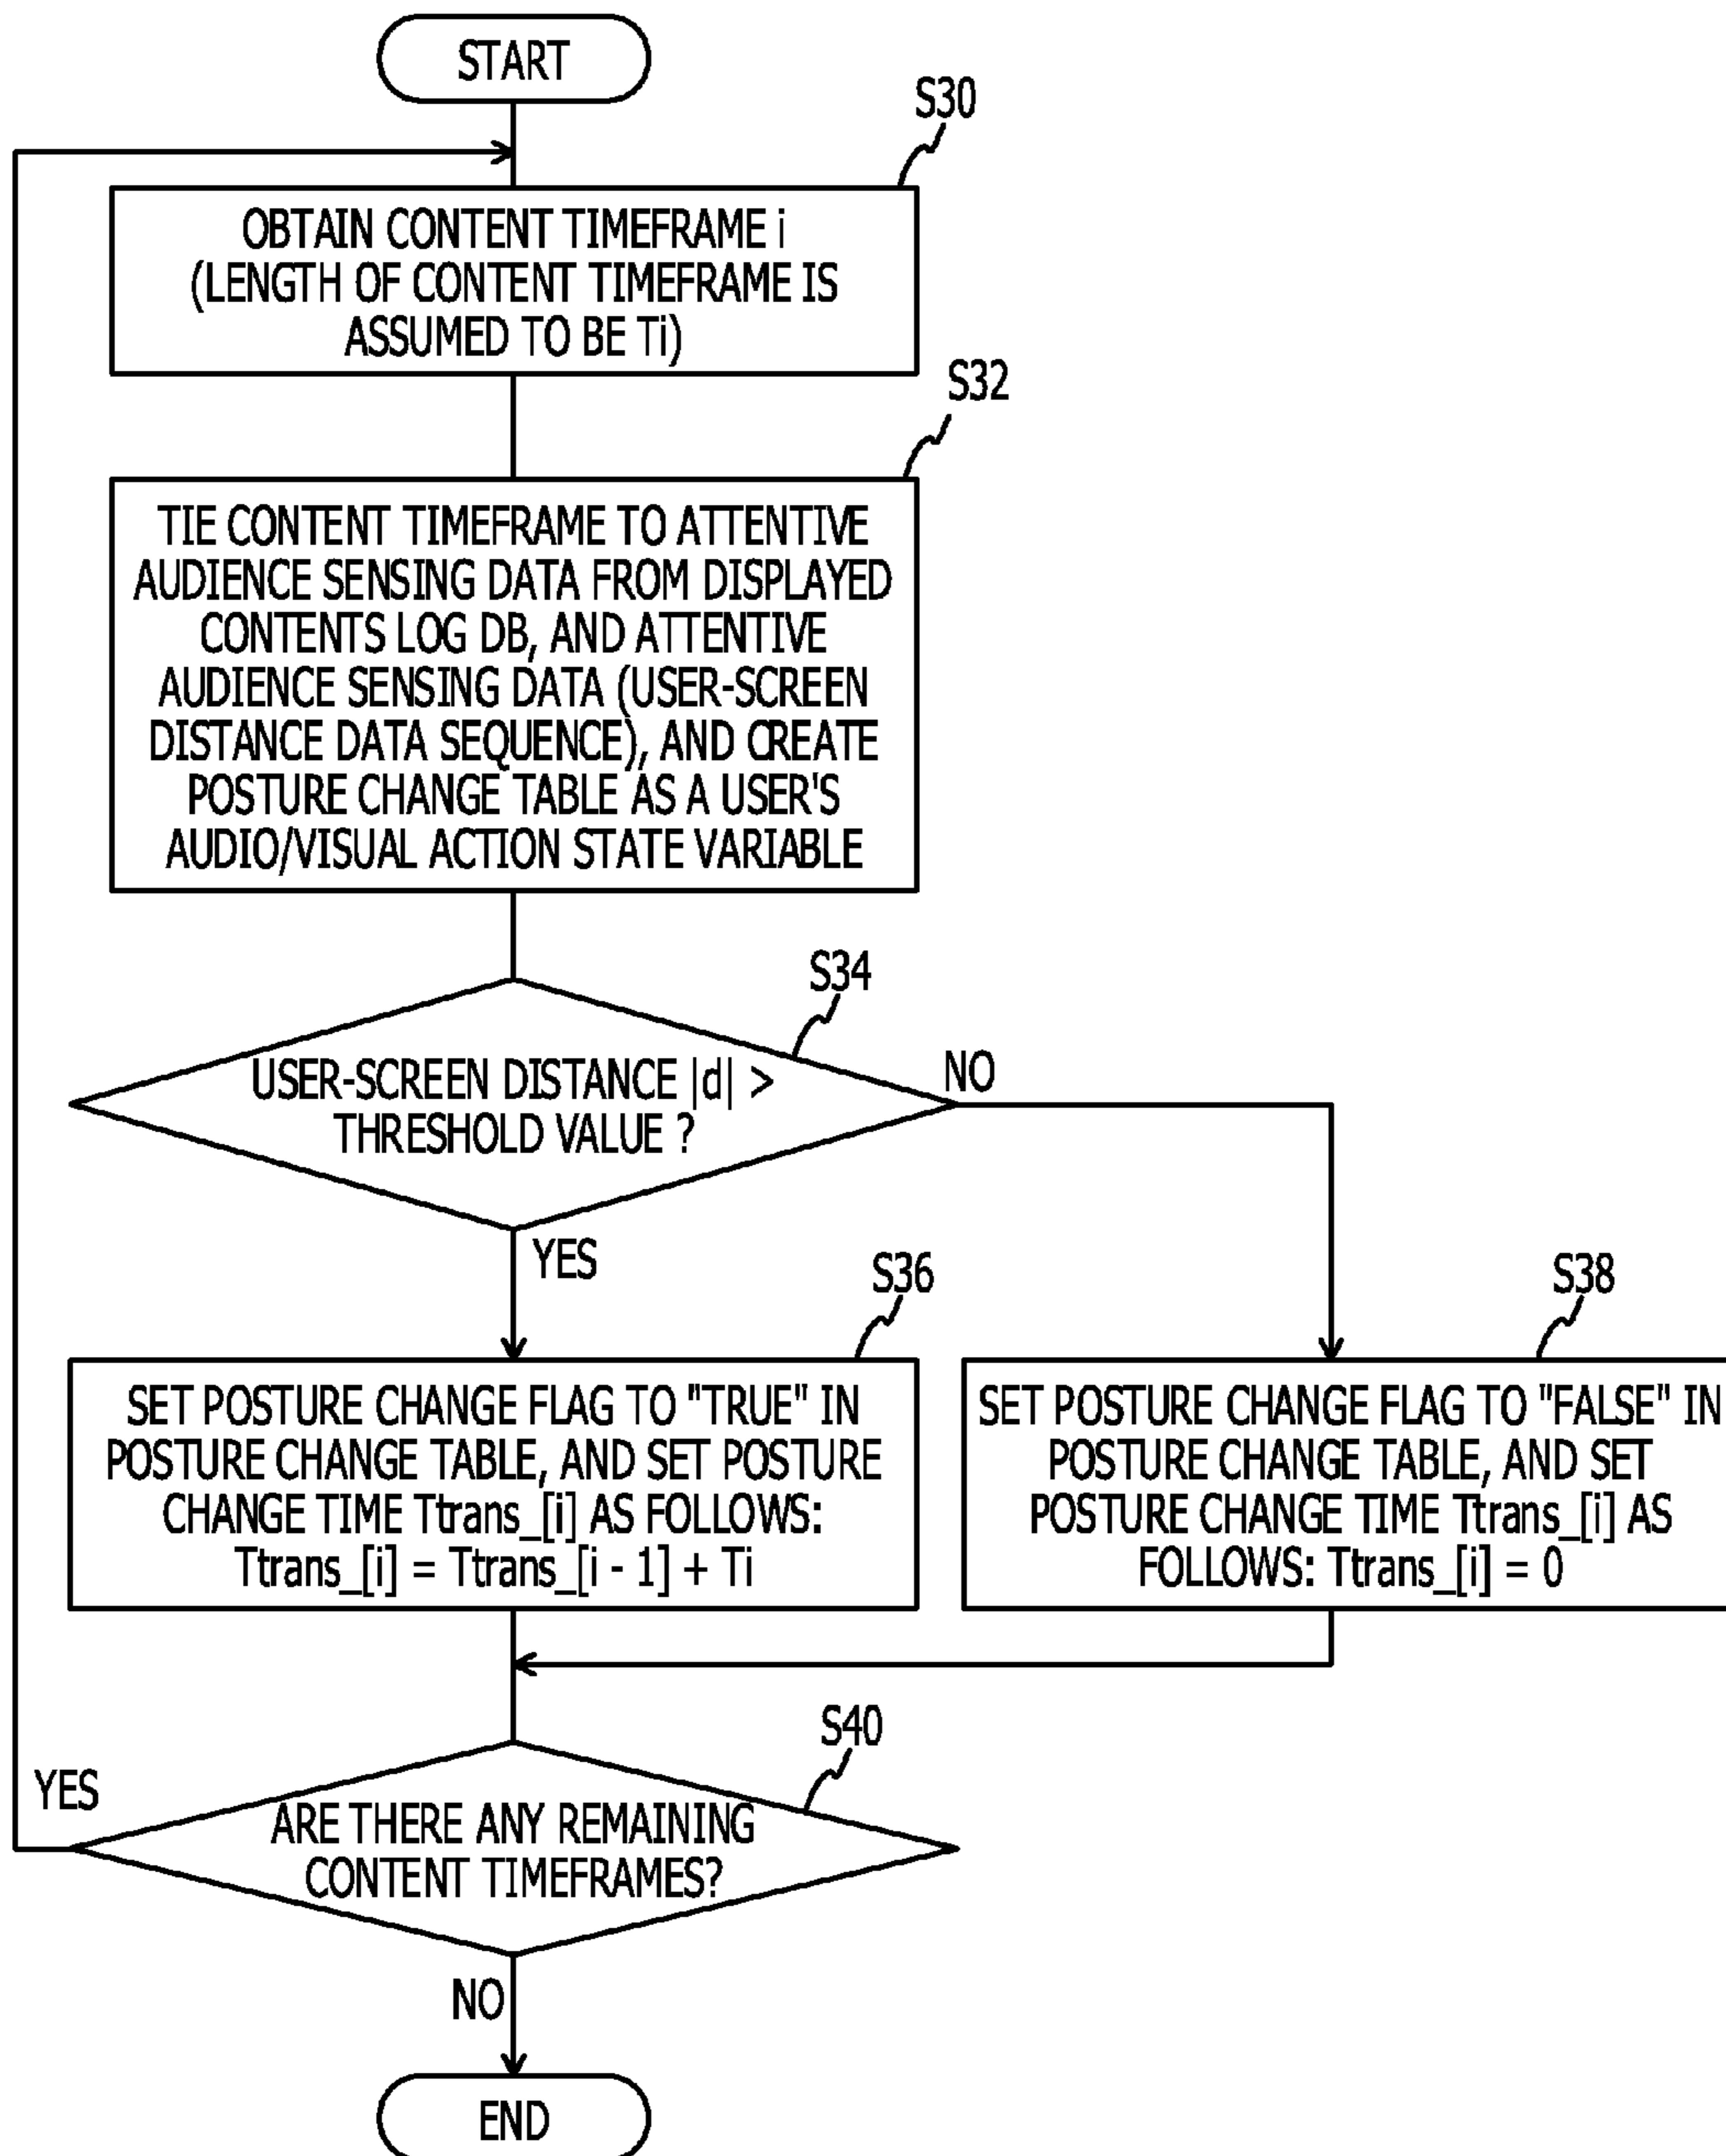 START
S30
OBTAIN CONTENT TIMEFRAME i
(LENGTH OF CONTENT TIMEFRAME IS
ASSUMED TO BE Ti)
S32
TIE CONTENT TIMEFRAME TO ATTENTIVE
AUDIENCE SENSING DATA FROM DISPLAYED
CONTENTS LOG DB, AND ATTENTIVE
AUDIENCE SENSING DATA (USER-SCREEN
DISTANCE DATA SEQUENCE), AND CREATE
POSTURE CHANGE TABLE AS A USER'S
AUDIO/VISUAL ACTION STATE VARIABLE
S34
USER-SCREEN DISTANCE |d| >
THRESHOLD VALUE ?
NO
YES
S36
SET POSTURE CHANGE FLAG TO "TRUE" IN
POSTURE CHANGE TABLE, AND SET POSTURE
CHANGE TIME Ttrans_[i] AS FOLLOWS:
Ttrans_[i] = Ttrans_[i - 1] + Ti
S38
SET POSTURE CHANGE FLAG TO "FALSE" IN
POSTURE CHANGE TABLE, AND SET
POSTURE CHANGE TIME Ttrans_[i] AS
FOLLOWS: Ttrans_[i] = 0
S40
YES
ARE THERE ANY REMAINING
CONTENT TIMEFRAMES?
NO
END